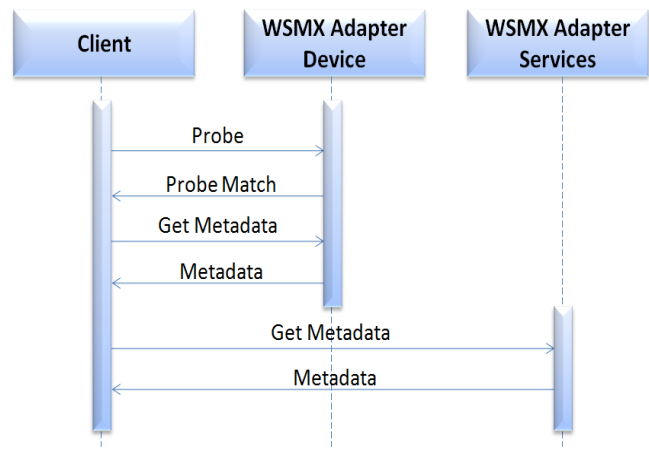 Client
WSMX Adapter
Device
WSMX Adapter
Services
Probe
Probe Match
Get Metadata
Metadata
Get Metadata
Metadata